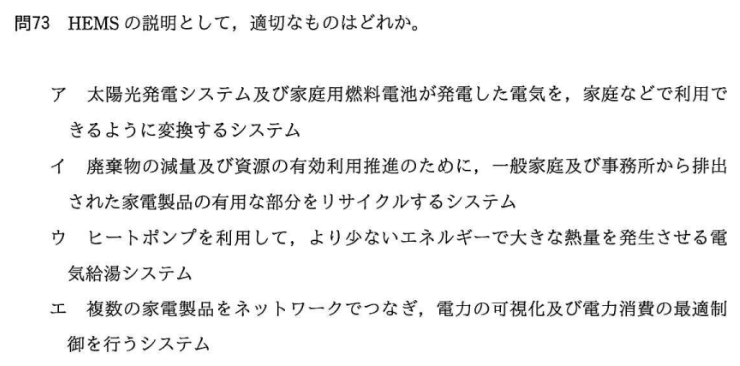 問73 HEMS の説明として，適切なものはどれか。
ア 太陽光発電システム及び家庭用燃料電池が発電した電気を，家庭などで利用で
きるように変換するシステム
イ 廃棄物の減量及び資源の有効利用推進のために，一般家庭及び事務所から排出
された家電製品の有用な部分をリサイクルするシステム
ウ ヒートポンプを利用して，より少ないエネルギーで大きな熱量を発生させる電
気給湯システム
エ 複数の家電製品をネットワークでつなぎ，電力の可視化及び電力消費の最適制
御を行うシステム